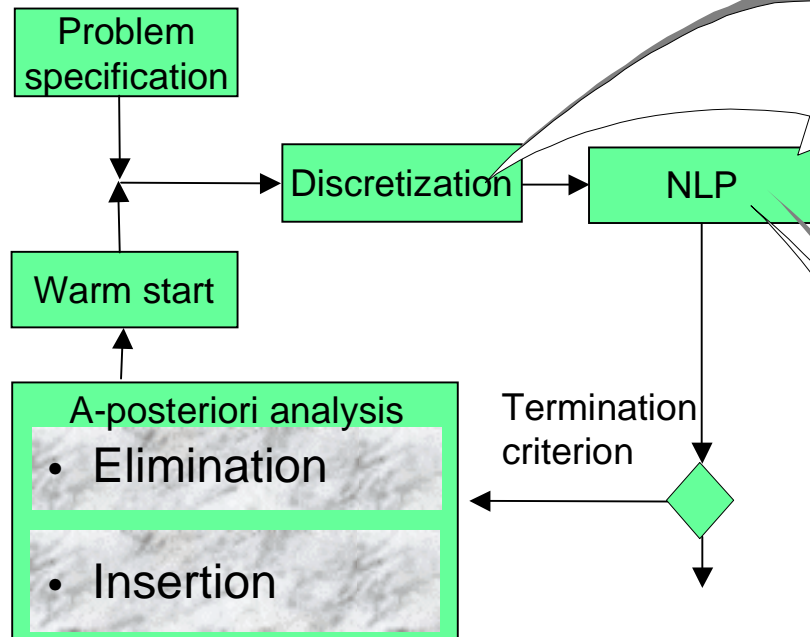 Problem
specification
Discretization
NLP
Warm start
A-posteriori analysis
• Elimination
• Insertion
Termination
criterion